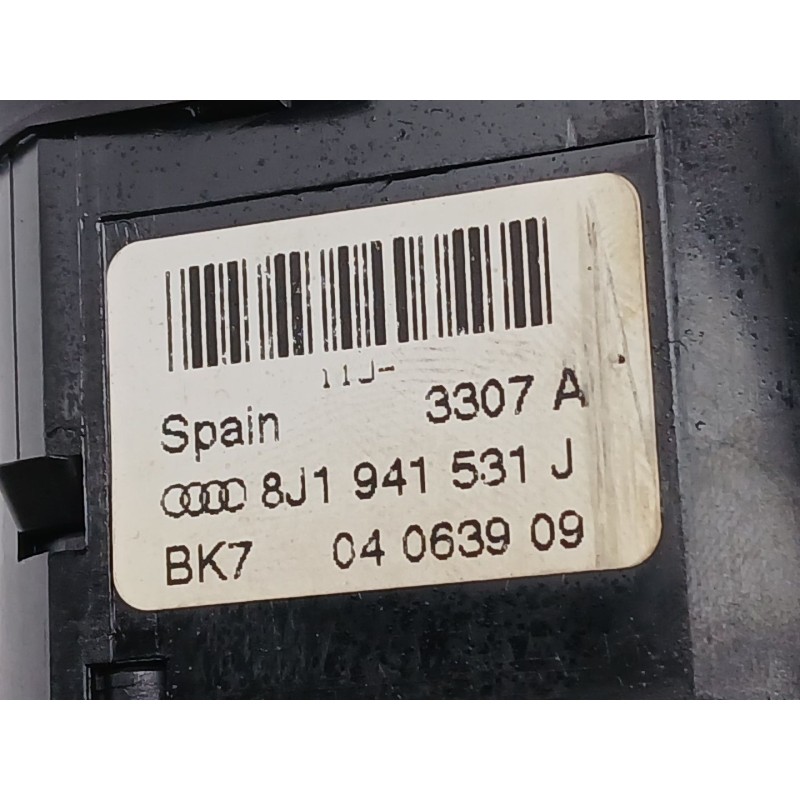 11J-
Spain 3307 A
8J1 941 531 J
BK7 04 0639 09